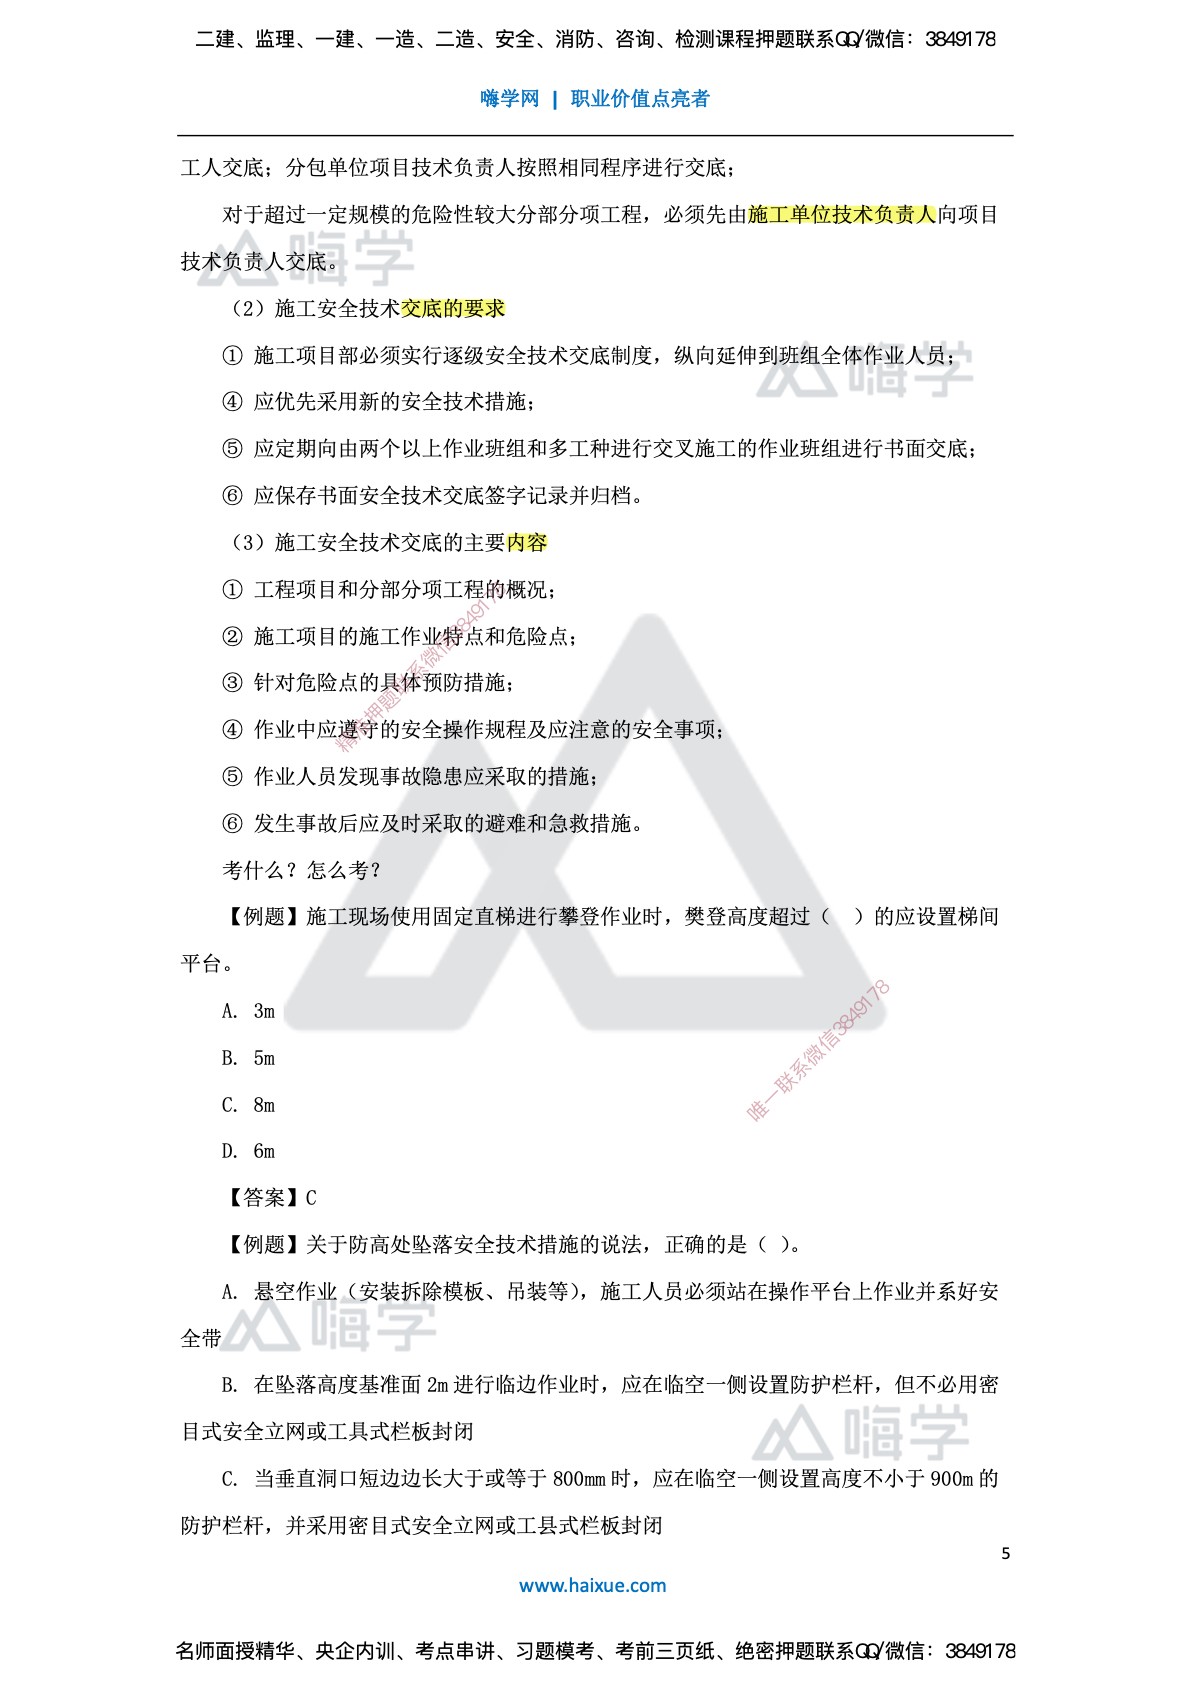 二建、监理、一建、一造、二造、安全、消防、咨询、检测课程押题联系QQ/微信：3849178
嗨学网 | 职业价值点亮者
工人交底；分包单位项目技术负责人按照相同程序进行交底；
对于超过一定规模的危险性较大分部分项工程，必须先由施工单位技术负责人向项目
技术负责人交底。
嗨学
（2）施工安全技术交底的要求
① 施工项目部必须实行逐级安全技术交底制度，纵向延伸到班组全体作业人员；
嗨学
④ 应优先采用新的安全技术措施；
⑤ 应定期向由两个以上作业班组和多工种进行交叉施工的作业班组进行书面交底；
⑥ 应保存书面安全技术交底签字记录并归档。
（3）施工安全技术交底的主要内容
① 工程项目和分部分项工程的概况；
② 施工项目的施工作业特点和危险点；
③ 针对危险点的具体预防措施；
精准押题联系微信3849178
④ 作业中应遵守的安全操作规程及应注意的安全事项；
⑤ 作业人员发现事故隐患应采取的措施；
⑥ 发生事故后应及时采取的避难和急救措施。
考什么？怎么考？
【例题】施工现场使用固定直梯进行攀登作业时，樊登高度超过（ ）的应设置梯间
平台。
A. 3m
B. 5m
唯一联系微信3849178
C. 8m
D. 6m
【答案】C
【例题】关于防高处坠落安全技术措施的说法，正确的是（ ）。
A. 悬空作业（安装拆除模板、吊装等），施工人员必须站在操作平台上作业并系好安
全带
嗨学
B. 在坠落高度基准面 2m 进行临边作业时，应在临空一侧设置防护栏杆，但不必用密
目式安全立网或工具式栏板封闭
嗨学
C. 当垂直洞口短边边长大于或等于 800mm 时，应在临空一侧设置高度不小于 900m 的
防护栏杆，并采用密目式安全立网或工县式栏板封闭
5
www.haixue.com
名师面授精华、央企内训、考点串讲、习题模考、考前三页纸、绝密押题联系QQ/微信：3849178